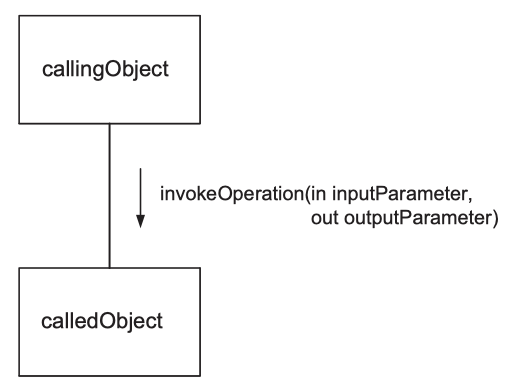 callingObject
invokeOperation(in inputParameter,
out outputParameter)
calledObject